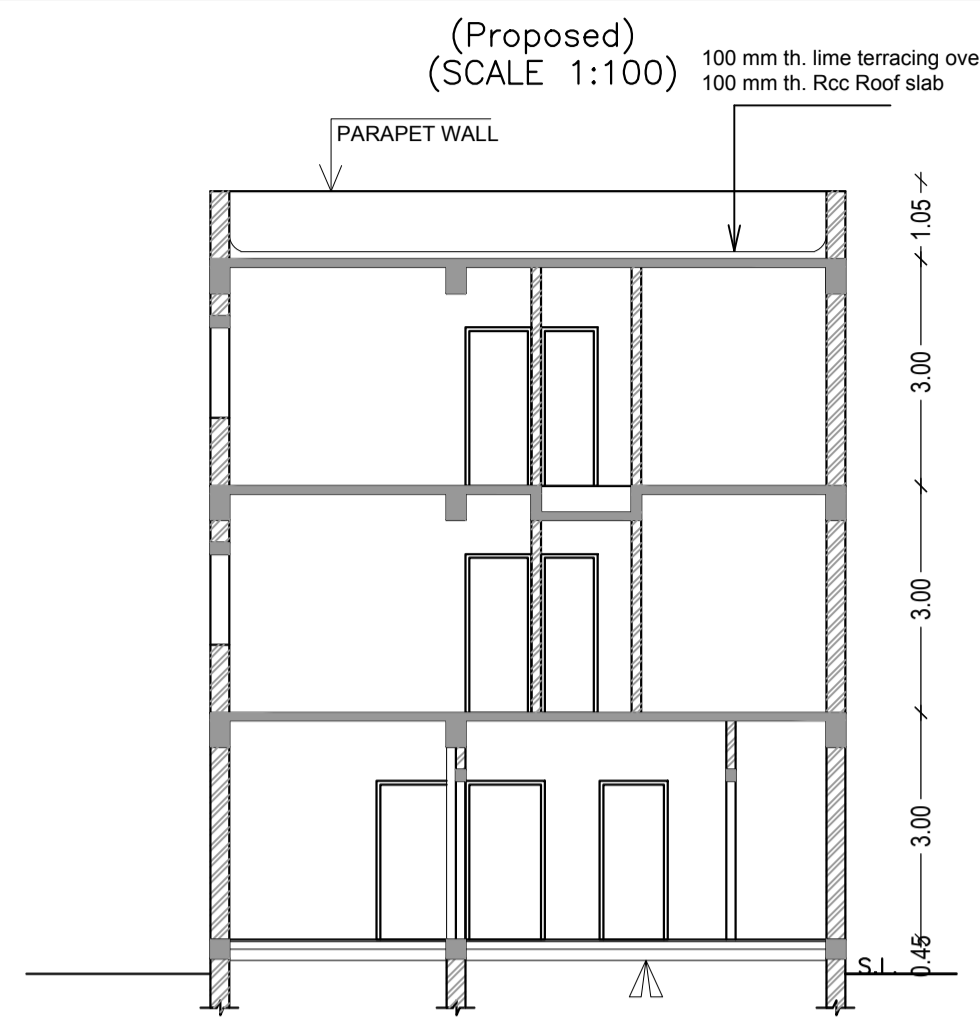 (Proposed)
(SCALE 1:100)
100 mm th. lime terracing ove
100 mm th. Rcc Roof slab
PARAPET WALL
1.05
3.00
3.00
3.00
0.45
S.L.